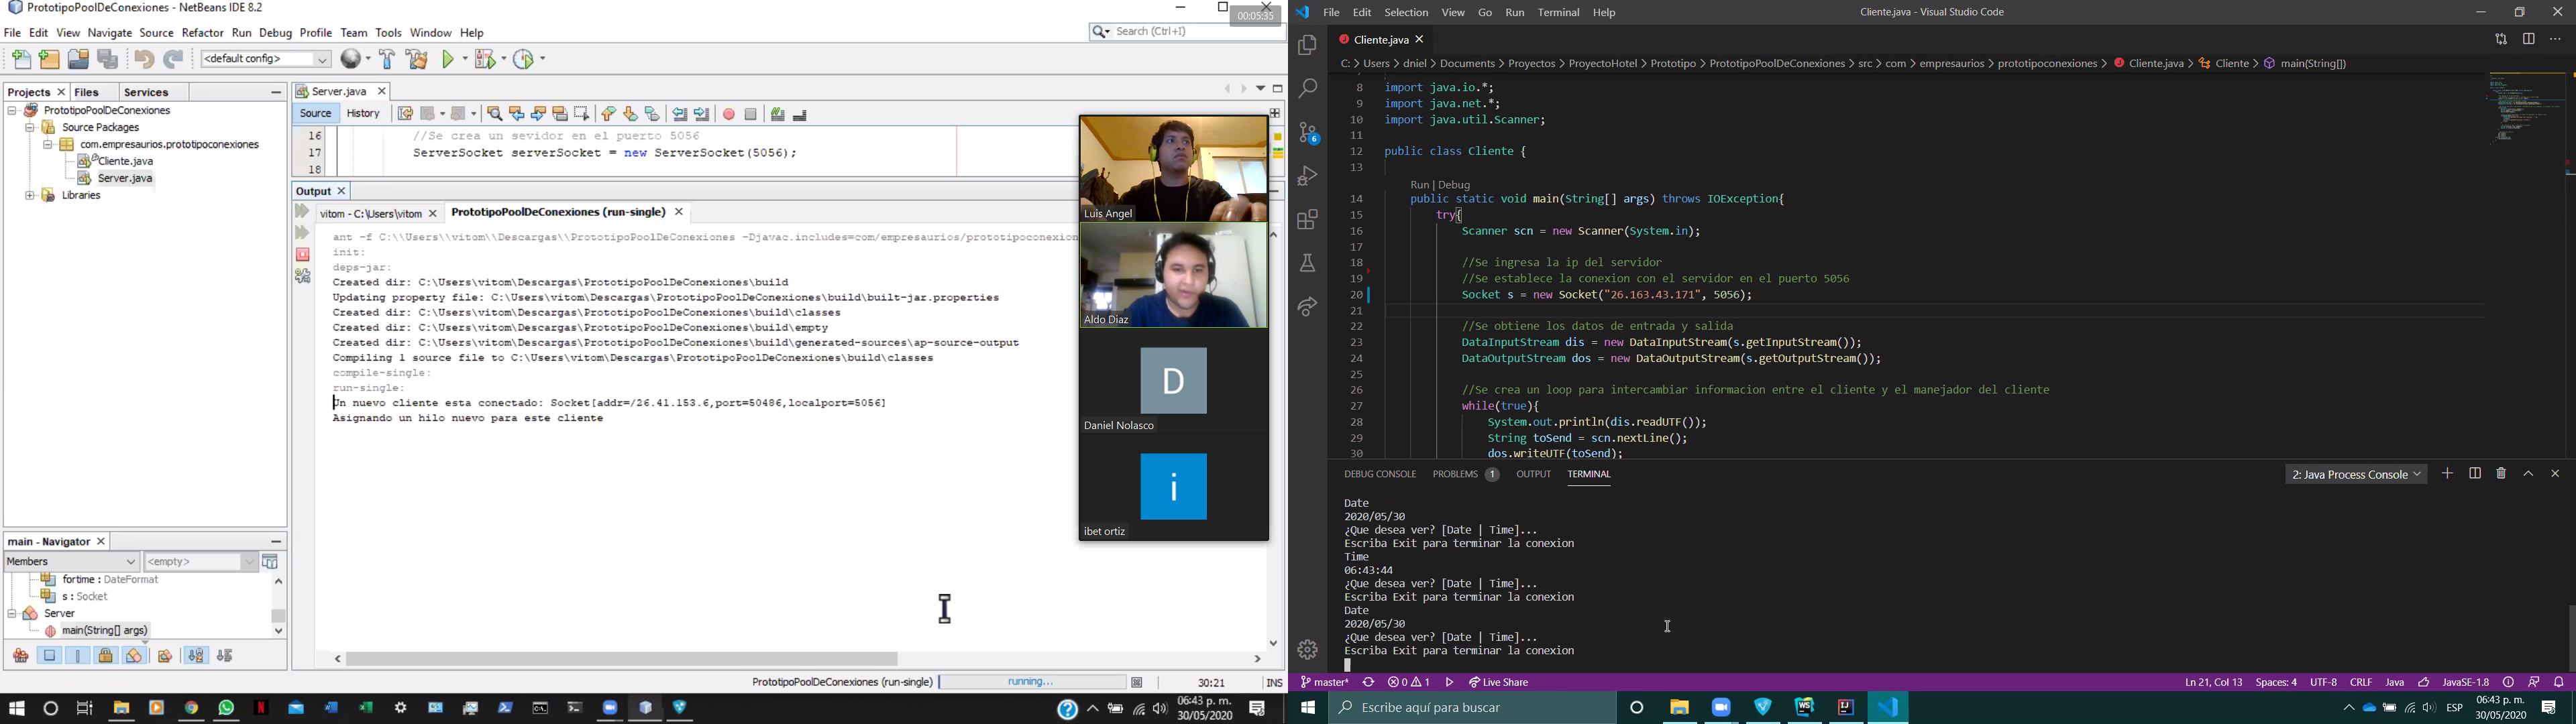 PrototipoPoolDeConexiones - NetBeans IDE 8.2
00:05:35
File Edit View Navigate Source Refactor Run Debug Profile Team Tools Window Help
Search (Ctrl+I)
<default config>
Projects Files Services
PrototipoPoolDeConexiones
Source Packages
com.empresaurios.prototipoconexiones
Cliente.java
Server.java
Libraries
Server.java
Source History
16 //Se crea un sevidor en el puerto 5056
17 ServerSocket serverSocket = new ServerSocket(5056);
18
Output
vitom - C:\Users\vitom
PrototipoPoolDeConexiones (run-single)
ant -f C:\\Users\\vitom\\Descargas\\PrototipoPoolDeConexiones -Djavac.includes=com/empresaurios/prototipoconexion
init:
deps-jar:
Created dir: C:\Users\vitom\Descargas\PrototipoPoolDeConexiones\build
Updating property file: C:\Users\vitom\Descargas\PrototipoPoolDeConexiones\build\built-jar.properties
Created dir: C:\Users\vitom\Descargas\PrototipoPoolDeConexiones\build\classes
Created dir: C:\Users\vitom\Descargas\PrototipoPoolDeConexiones\build\empty
Created dir: C:\Users\vitom\Descargas\PrototipoPoolDeConexiones\build\generated-sources\ap-source-output
Compiling 1 source file to C:\Users\vitom\Descargas\PrototipoPoolDeConexiones\build\classes
compile-single:
run-single:
Un nuevo cliente esta conectado: Socket[addr=/26.41.153.6,port=50486,localport=5056]
Asignando un hilo nuevo para este cliente
Luis Angel
Aldo Diaz
D
Daniel Nolasco
i
ibet ortiz
main - Navigator
Members <empty>
fortime : DateFormat
s : Socket
Server
main(String[] args)
PrototipoPoolDeConexiones (run-single) running... 30:21 INS
06:43 p. m.
30/05/2020
File Edit Selection View Go Run Terminal Help
Cliente.java - Visual Studio Code
Cliente.java
C: > Users > dniel > Documents > Proyectos > ProyectoHotel > Prototipo > PrototipoPoolDeConexiones > src > com > empresaurios > prototipoconexiones > Cliente.java > Cliente > main(String[])
8 import java.io.*;
9 import java.net.*;
10 import java.util.Scanner;
11
12 public class Cliente {
13
Run | Debug
14 public static void main(String[] args) throws IOException{
15 try{
16 Scanner scn = new Scanner(System.in);
17
18 //Se ingresa la ip del servidor
19 //Se establece la conexion con el servidor en el puerto 5056
20 Socket s = new Socket("26.163.43.171", 5056);
21
22 //Se obtiene los datos de entrada y salida
23 DataInputStream dis = new DataInputStream(s.getInputStream());
24 DataOutputStream dos = new DataOutputStream(s.getOutputStream());
25
26 //Se crea un loop para intercambiar informacion entre el cliente y el manejador del cliente
27 while(true){
28 System.out.println(dis.readUTF());
29 String toSend = scn.nextLine();
30 dos.writeUTF(toSend);
6
DEBUG CONSOLE PROBLEMS 1 OUTPUT TERMINAL
2: Java Process Console
Date
2020/05/30
¿Que desea ver? [Date | Time]...
Escriba Exit para terminar la conexion
Time
06:43:44
¿Que desea ver? [Date | Time]...
Escriba Exit para terminar la conexion
Date
2020/05/30
¿Que desea ver? [Date | Time]...
Escriba Exit para terminar la conexion
master* 0 1 Live Share
Ln 21, Col 13 Spaces: 4 UTF-8 CRLF Java JavaSE-1.8
Escribe aquí para buscar
ESP
06:43 p. m.
30/05/2020